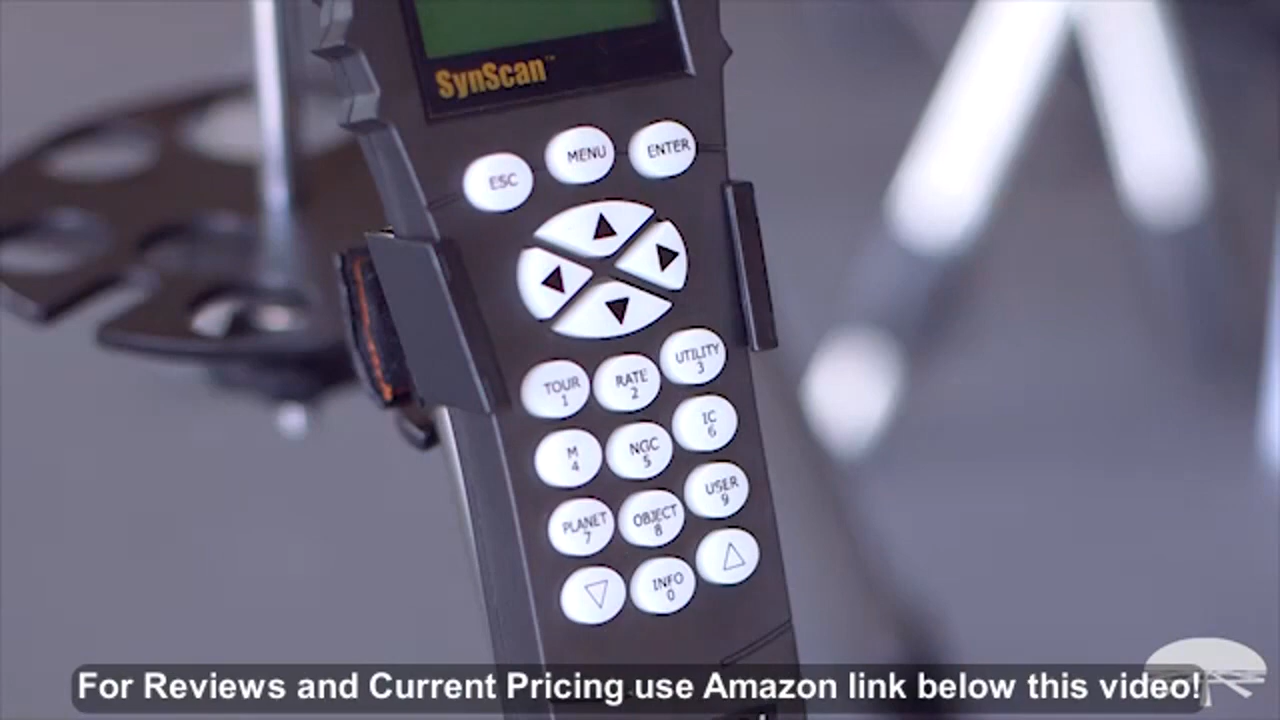 SynScan™
ESC
MENU
ENTER
TOUR
1
RATE
2
UTILITY
3
M
4
NGC
5
IC
6
PLANET
7
OBJECT
8
USER
9
INFO
0
For Reviews and Current Pricing use Amazon link below this video!